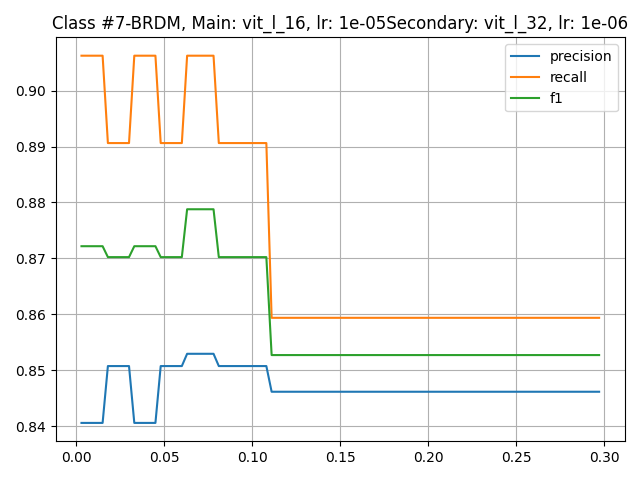 Class #7-BRDM, Main: vit_l_16, lr: 1e-05Secondary: vit_l_32, lr: 1e-06
precision
recall
f1
0.90
0.89
0.88
0.87
0.86
0.85
0.84
0.00 0.05 0.10 0.15 0.20 0.25 0.30